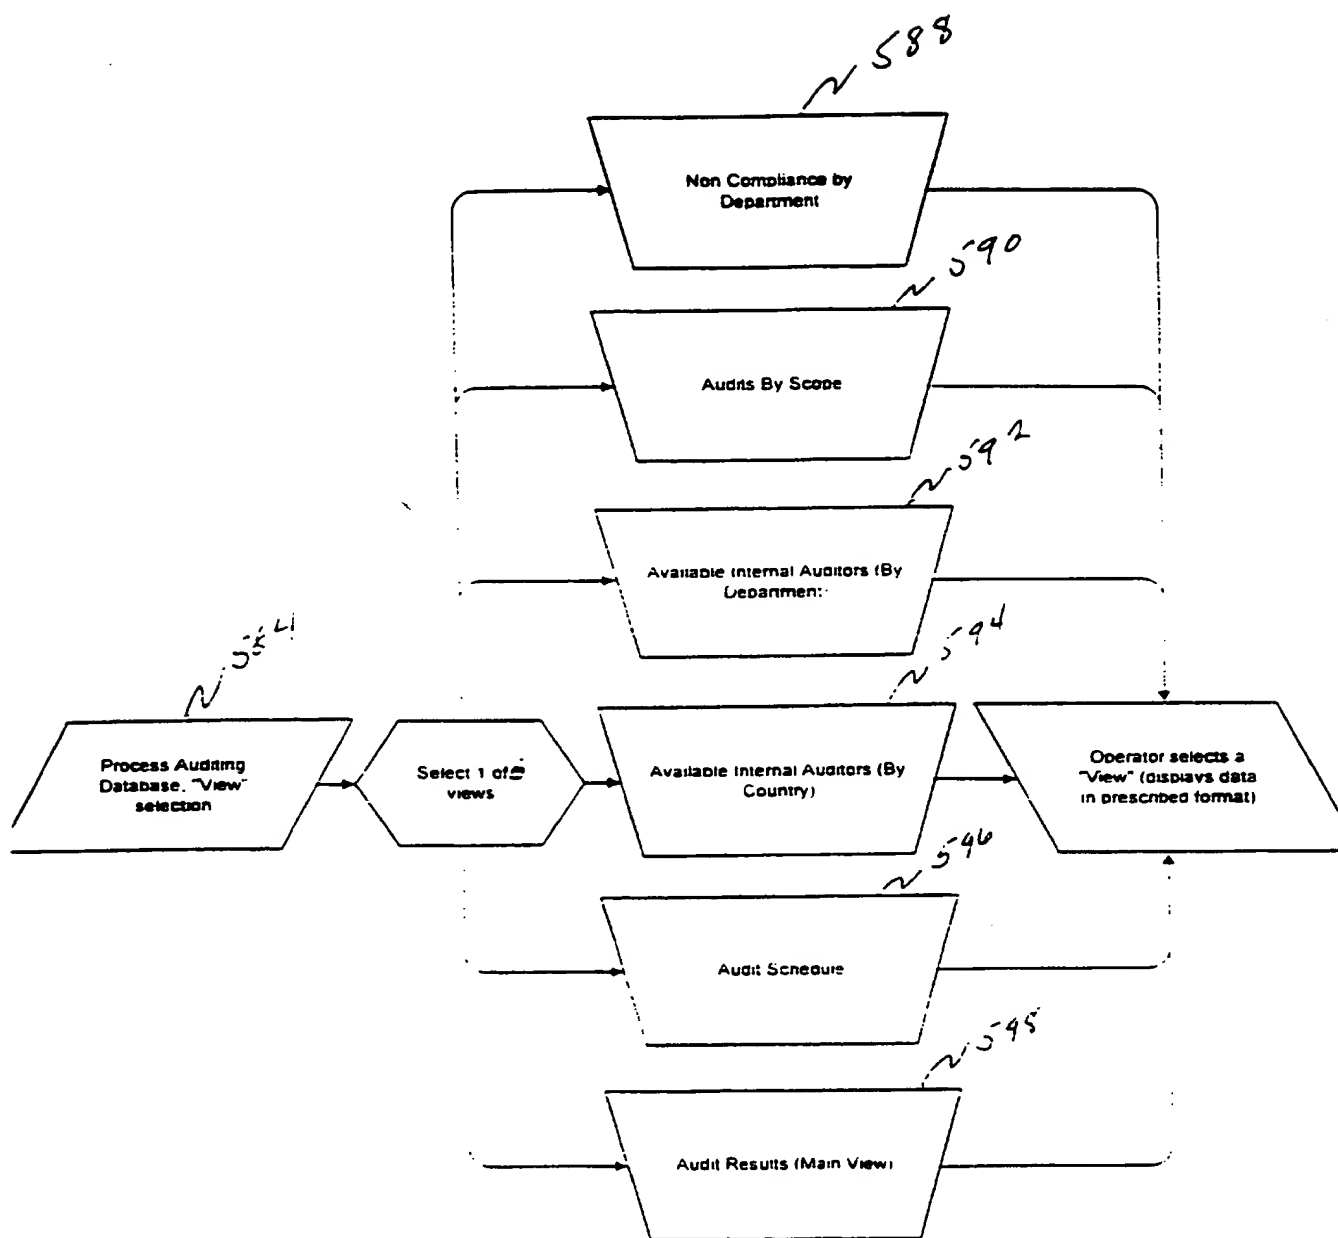 588
Non Compliance by
Department
590
Audits By Scope
592
Available Internal Auditors (By
Department)
594
Process Auditing
Database, "View"
selection
Select 1 of
views
Available Internal Auditors (By
Country)
Operator selects a
"View" (displays data
in prescribed format)
596
Audit Schedule
598
Audit Results (Main View)